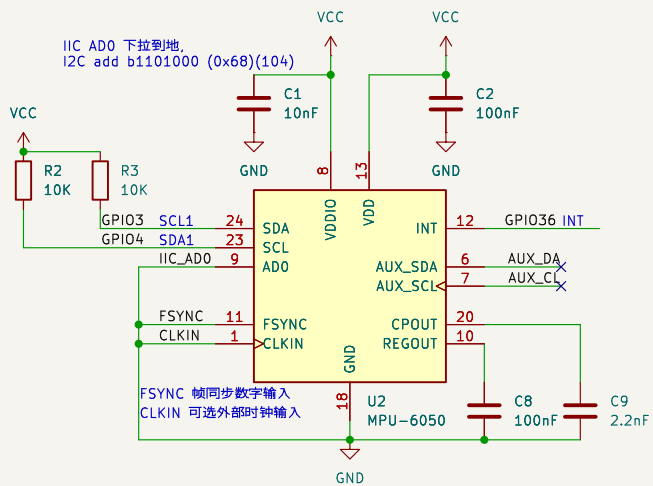 VCC
VCC
IIC AD0 下拉到地,
I2C add b1101000 (0x68)(104)
C1
10nF
C2
100nF
VCC
GND
GND
R2
10K
R3
10K
8
13
VDDIO
VDD
GPIO3 SCL1 24 SDA
INT 12 GPIO36 INT
GPIO4 SDA1 23 SCL
IIC_AD0 9 AD0
AUX_SDA 6 AUX_DA
AUX_SCL 7 AUX_CL
FSYNC 11 FSYNC
CPOUT 20
CLKIN 1 CLKIN
REGOUT 10
GND
18
FSYNC 帧同步数字输入
CLKIN 可选外部时钟输入
U2
MPU-6050
C8
100nF
C9
2.2nF
GND